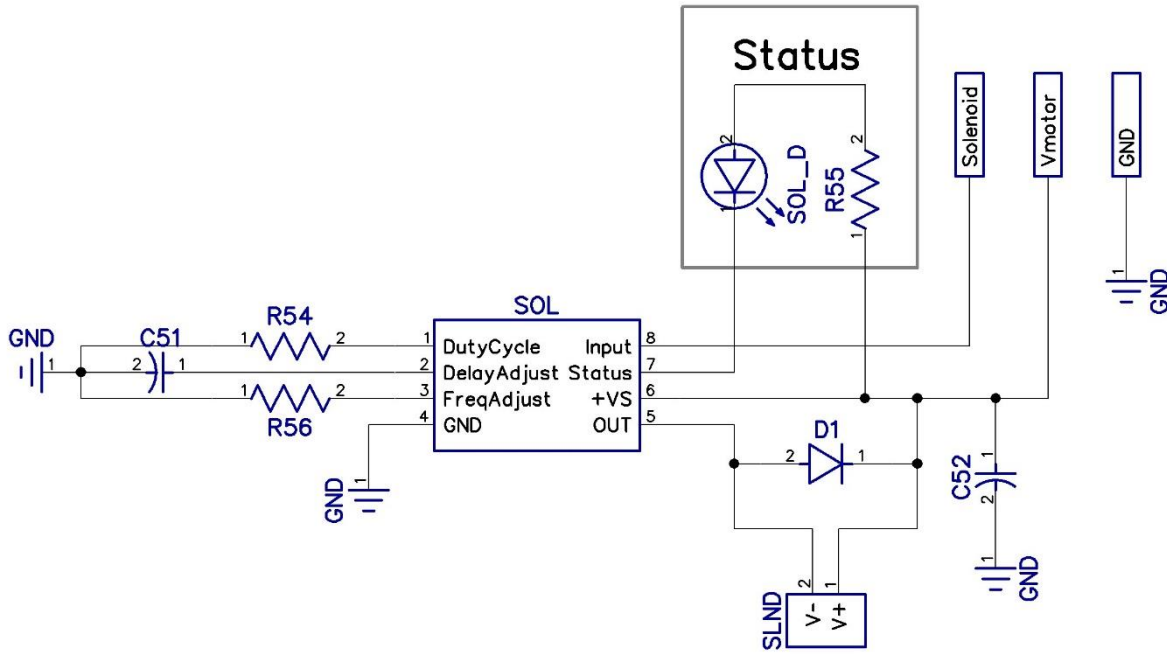 Status
Solenoid
Vmotor
GND
2
1
SOL_D
2
1
R55
1
GND
SOL
GND
1
C51
2
1
R54
1
2
R56
1
2
1
DutyCycle
2
DelayAdjust
3
FreqAdjust
4
GND
Input
8
Status
7
+VS
6
OUT
5
GND
1
D1
2
1
C52
1
2
GND
1
SLND
2
V-
1
V+